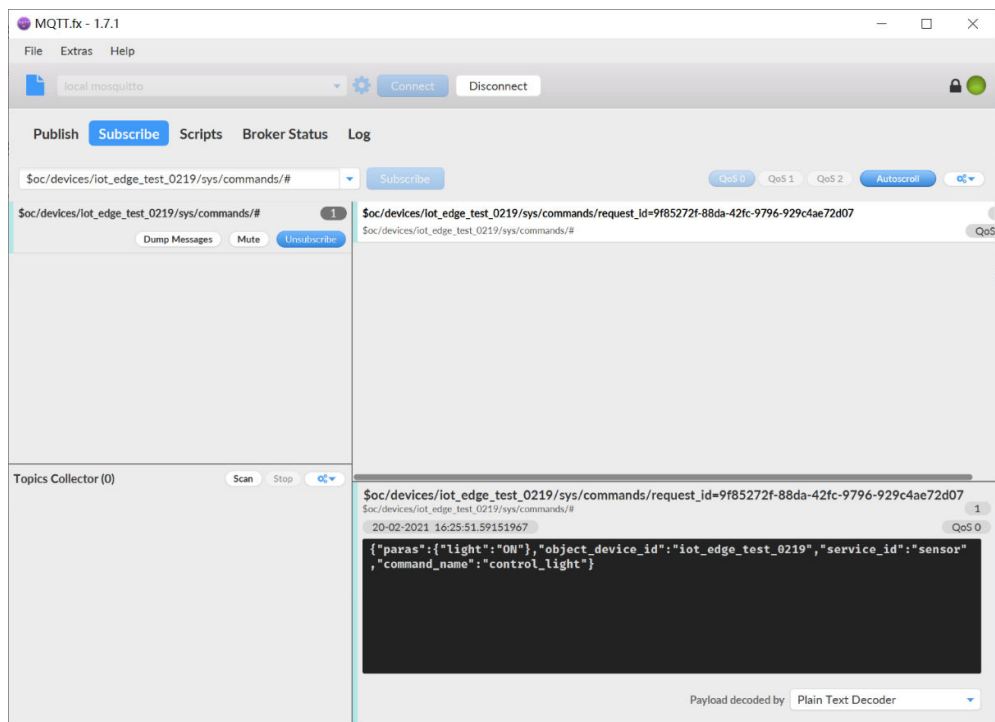 MQTT.fx - 1.7.1
File Extras Help
local mosquitto Connect Disconnect
Publish Subscribe Scripts Broker Status Log
$oc/devices/iot_edge_test_0219/sys/commands/# Subscribe QoS 0 QoS 1 QoS 2 Autoscroll
$oc/devices/iot_edge_test_0219/sys/commands/# 1
Dump Messages Mute Unsubscribe
$oc/devices/iot_edge_test_0219/sys/commands/request_id=9f85272f-88da-42fc-9796-929c4ae72d07
$oc/devices/iot_edge_test_0219/sys/commands/#
QoS
Topics Collector (0) Scan Stop
$oc/devices/iot_edge_test_0219/sys/commands/request_id=9f85272f-88da-42fc-9796-929c4ae72d07
$oc/devices/iot_edge_test_0219/sys/commands/# 1
20-02-2021 16:25:51.59151967 QoS 0
{"paras":{"light":"ON"},"object_device_id":"iot_edge_test_0219","service_id":"sensor"
,"command_name":"control_light"}
Payload decoded by Plain Text Decoder